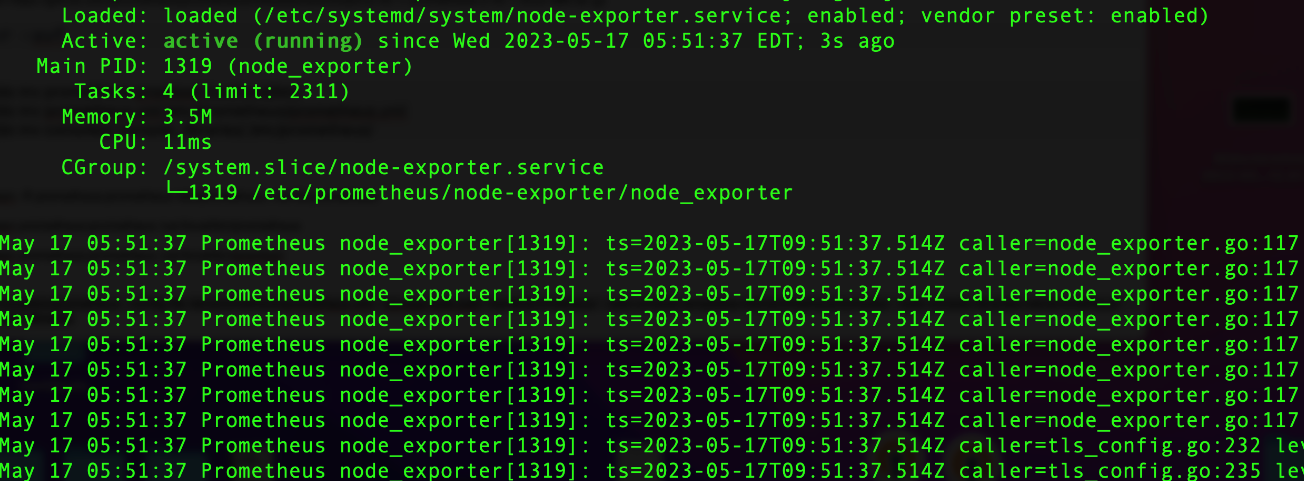 Loaded: loaded (/etc/systemd/system/node-exporter.service; enabled; vendor preset: enabled)
Active: active (running) since Wed 2023-05-17 05:51:37 EDT; 3s ago
Main PID: 1319 (node_exporter)
Tasks: 4 (limit: 2311)
Memory: 3.5M
CPU: 11ms
CGroup: /system.slice/node-exporter.service
└─1319 /etc/prometheus/node-exporter/node_exporter
May 17 05:51:37 Prometheus node_exporter[1319]: ts=2023-05-17T09:51:37.514Z caller=node_exporter.go:117
May 17 05:51:37 Prometheus node_exporter[1319]: ts=2023-05-17T09:51:37.514Z caller=node_exporter.go:117
May 17 05:51:37 Prometheus node_exporter[1319]: ts=2023-05-17T09:51:37.514Z caller=node_exporter.go:117
May 17 05:51:37 Prometheus node_exporter[1319]: ts=2023-05-17T09:51:37.514Z caller=node_exporter.go:117
May 17 05:51:37 Prometheus node_exporter[1319]: ts=2023-05-17T09:51:37.514Z caller=node_exporter.go:117
May 17 05:51:37 Prometheus node_exporter[1319]: ts=2023-05-17T09:51:37.514Z caller=node_exporter.go:117
May 17 05:51:37 Prometheus node_exporter[1319]: ts=2023-05-17T09:51:37.514Z caller=node_exporter.go:117
May 17 05:51:37 Prometheus node_exporter[1319]: ts=2023-05-17T09:51:37.514Z caller=node_exporter.go:117
May 17 05:51:37 Prometheus node_exporter[1319]: ts=2023-05-17T09:51:37.514Z caller=tls_config.go:232 lev
May 17 05:51:37 Prometheus node_exporter[1319]: ts=2023-05-17T09:51:37.514Z caller=tls_config.go:235 lev